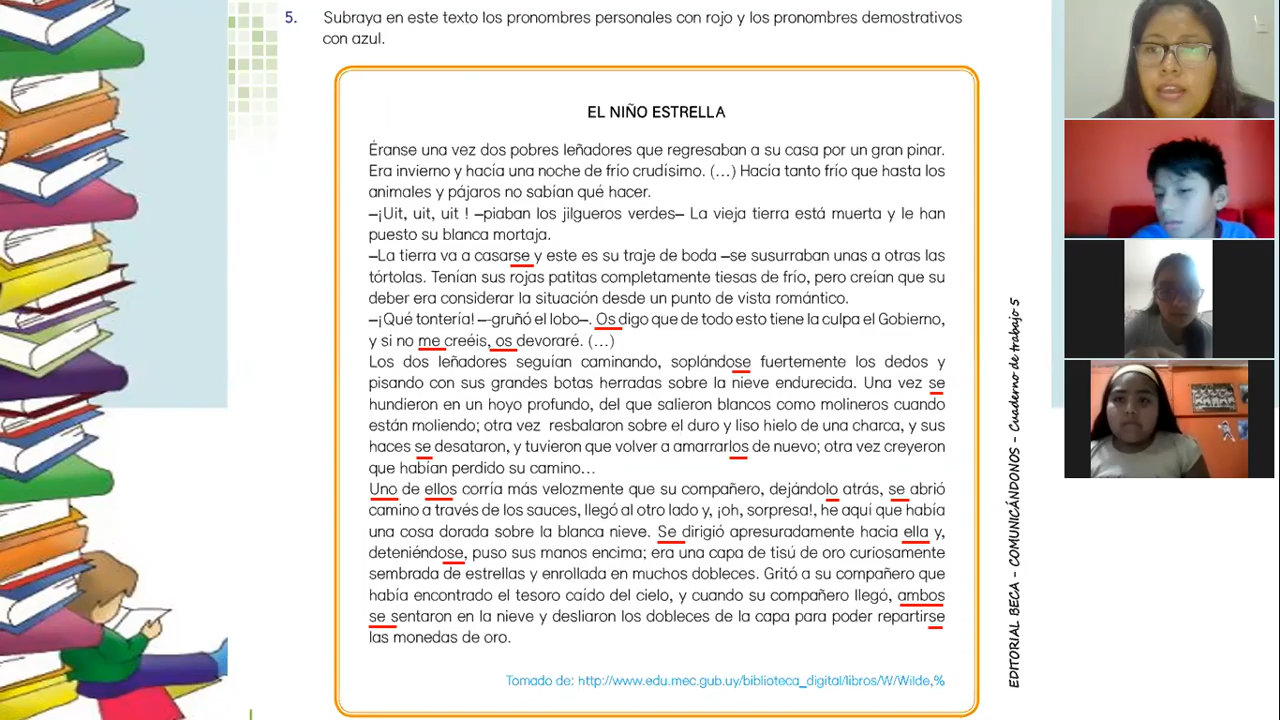 5. Subraya en este texto los pronombres personales con rojo y los pronombres demostrativos
con azul.
EL NIÑO ESTRELLA
Éranse una vez dos pobres leñadores que regresaban a su casa por un gran pinar.
Era invierno y hacía una noche de frío crudísimo. (...) Hacía tanto frío que hasta los
animales y pájaros no sabían qué hacer.
–¡Uit, uit, uit ! –piaban los jilgueros verdes– La vieja tierra está muerta y le han
puesto su blanca mortaja.
–La tierra va a casarse y este es su traje de boda –se susurraban unas a otras las
tórtolas. Tenían sus rojas patitas completamente tiesas de frío, pero creían que su
deber era considerar la situación desde un punto de vista romántico.
–¡Qué tontería! –-gruñó el lobo–. Os digo que de todo esto tiene la culpa el Gobierno,
y si no me creéis, os devoraré. (...)
Los dos leñadores seguían caminando, soplándose fuertemente los dedos y
pisando con sus grandes botas herradas sobre la nieve endurecida. Una vez se
hundieron en un hoyo profundo, del que salieron blancos como molineros cuando
están moliendo; otra vez resbalaron sobre el duro y liso hielo de una charca, y sus
haces se desataron, y tuvieron que volver a amarrarlos de nuevo; otra vez creyeron
que habían perdido su camino...
Uno de ellos corría más velozmente que su compañero, dejándolo atrás, se abrió
camino a través de los sauces, llegó al otro lado y, ¡oh, sorpresa!, he aquí que había
una cosa dorada sobre la blanca nieve. Se dirigió apresuradamente hacia ella y,
deteniéndose, puso sus manos encima; era una capa de tisú de oro curiosamente
sembrada de estrellas y enrollada en muchos dobleces. Gritó a su compañero que
había encontrado el tesoro caído del cielo, y cuando su compañero llegó, ambos
se sentaron en la nieve y desliaron los dobleces de la capa para poder repartirse
las monedas de oro.
Tomado de: http://www.edu.mec.gub.uy/biblioteca_digital/libros/W/Wilde,%
EDITORIAL BECA - COMUNICÁNDONOS - Cuaderno de trabajo 5